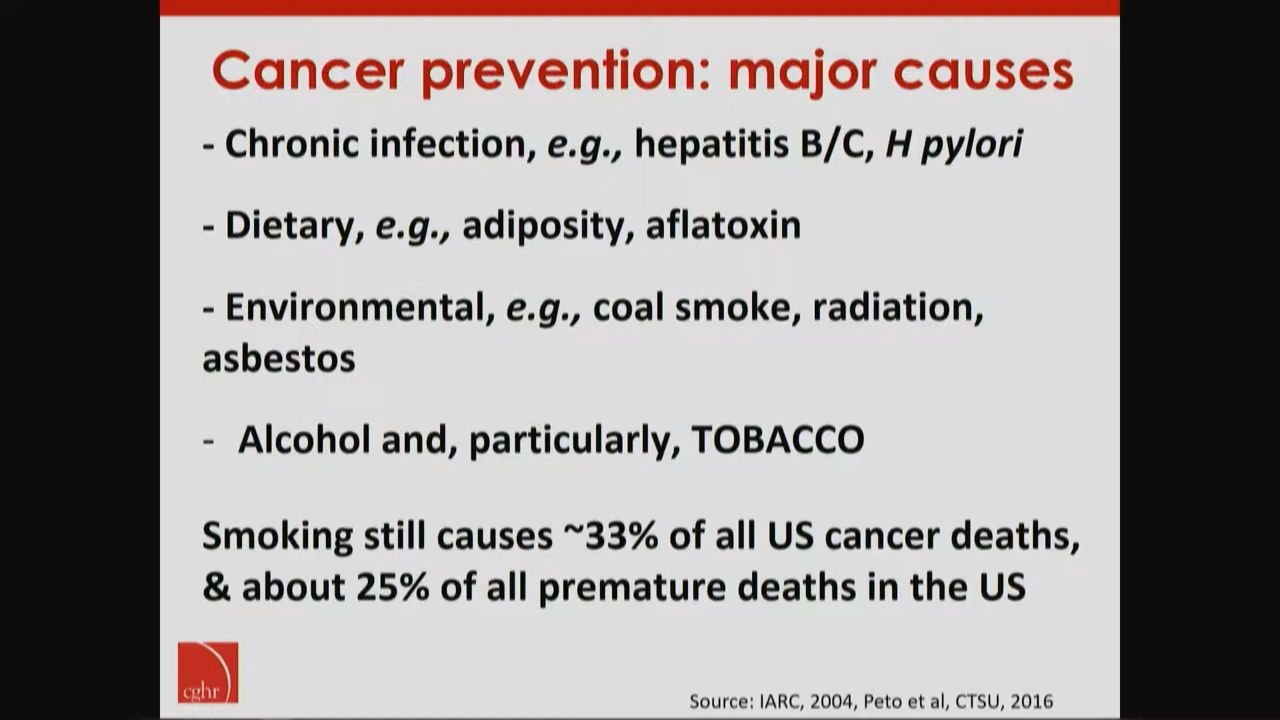 Cancer prevention: major causes
- Chronic infection, e.g., hepatitis B/C, H pylori
- Dietary, e.g., adiposity, aflatoxin
- Environmental, e.g., coal smoke, radiation,
asbestos
- Alcohol and, particularly, TOBACCO
Smoking still causes ~33% of all US cancer deaths,
& about 25% of all premature deaths in the US
cghr
Source: IARC, 2004, Peto et al, CTSU, 2016